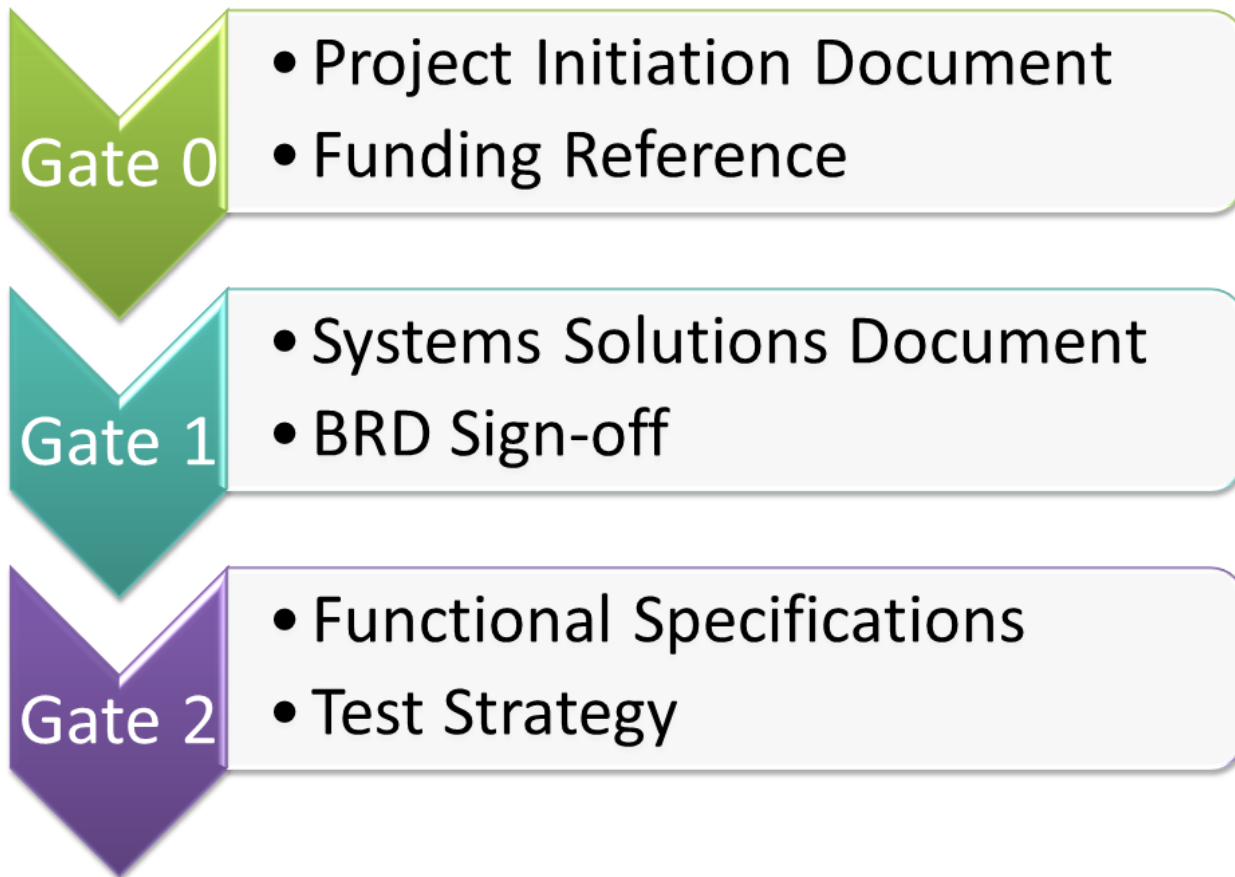 Gate 0
• Project Initiation Document
• Funding Reference
Gate 1
• Systems Solutions Document
• BRD Sign-off
Gate 2
• Functional Specifications
• Test Strategy